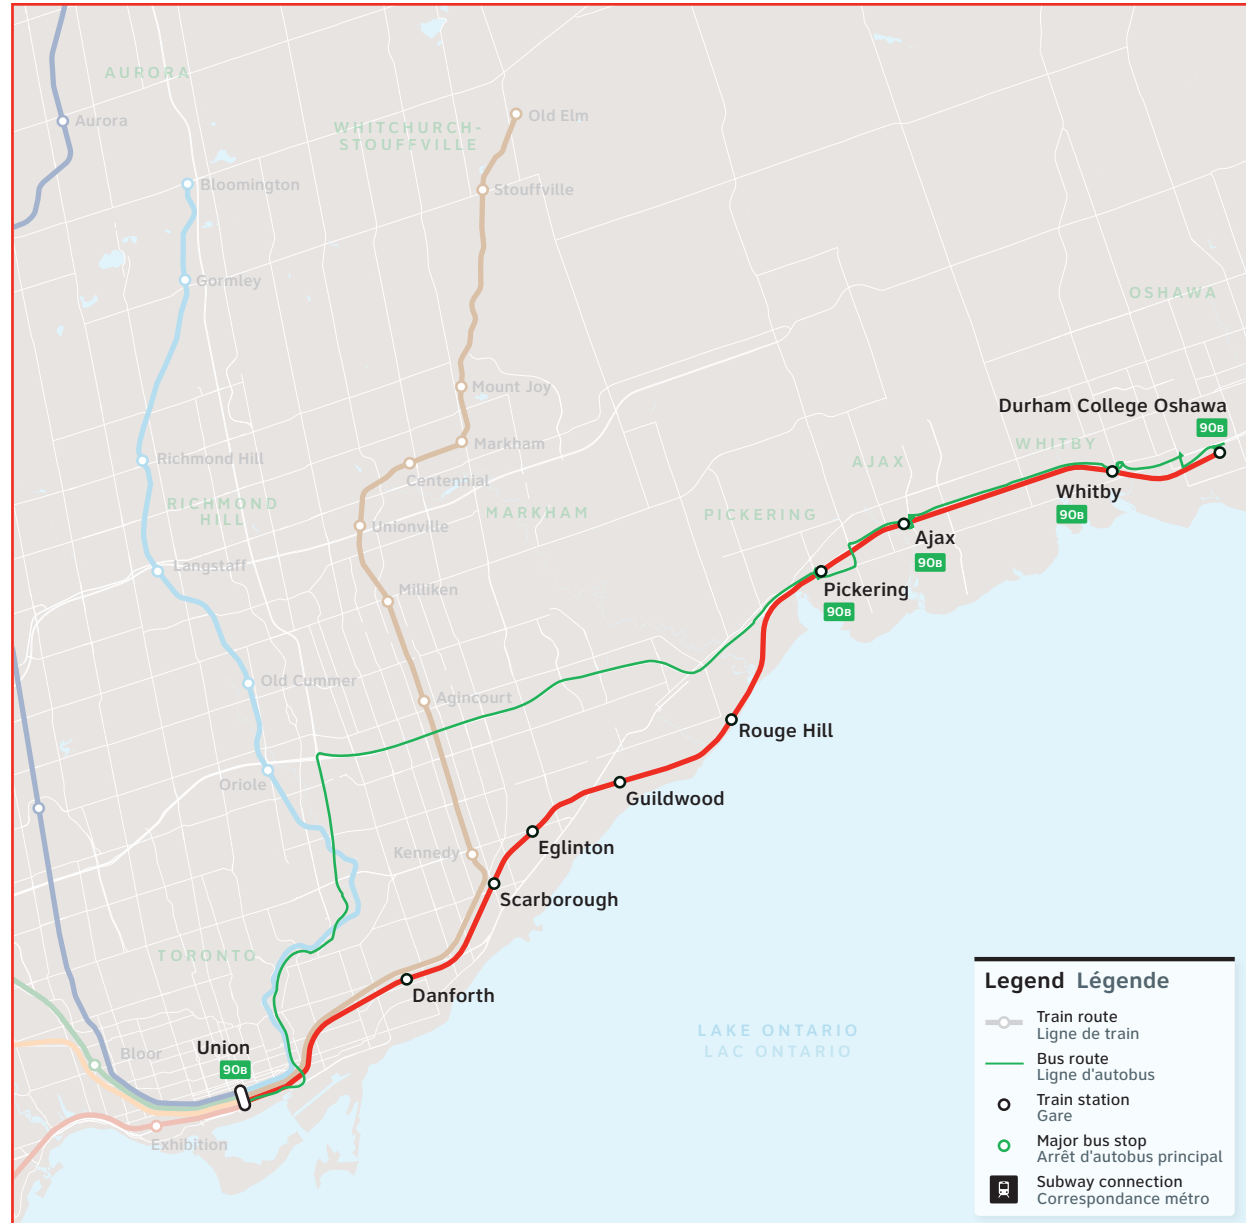 AURORA
Aurora
Old Elm
WHITCHURCH-
STOUFFVILLE
Bloomington
Stouffville
Gormley
OSHAWA
Mount Joy
Durham College Oshawa
90B
Markham
WHITBY
Richmond Hill
AJAX
Centennial
Whitby
90B
RICHMOND
HILL
MARKHAM
PICKERING
Unionville
Ajax
90B
Langstaff
Milliken
Pickering
90B
Old Cummer
Agincourt
Rouge Hill
Oriole
Guildwood
Eglinton
Kennedy
Scarborough
TORONTO
Danforth
LAKE ONTARIO
LAC ONTARIO
Union
90B
Bloor
Exhibition
Legend Légende
Train route
Ligne de train
Bus route
Ligne d'autobus
Train station
Gare
Major bus stop
Arrêt d'autobus principal
Subway connection
Correspondance métro